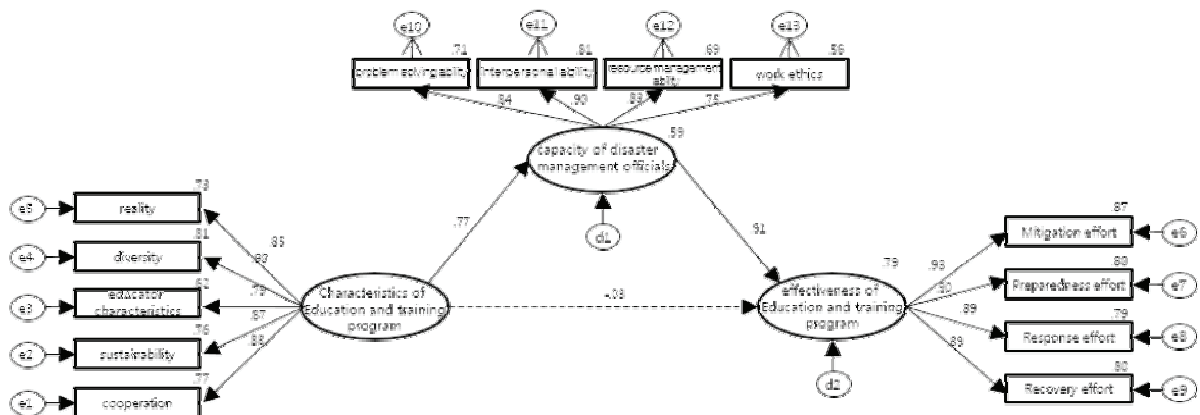 e10
e11
e12
e13
.71
.81
.69
.56
problem solving ability
interpersonal ability
resource management
ability
work ethics
.84
.90
.83
.75
.59
capacity of disaster
management officials
d1
.77
.91
.73
e5
reality
.85
.81
e4
diversity
.90
e3
educator
characteristics
.79
.76
e2
sustainability
.87
.77
e1
cooperation
.88
Characteristics of
Education and training
program
.79
effectiveness of
Education and training
program
d2
.87
Mitigation effort
e6
.93
.80
Preparedness effort
e7
.90
.79
Response effort
e8
.89
.80
Recovery effort
e9
.89